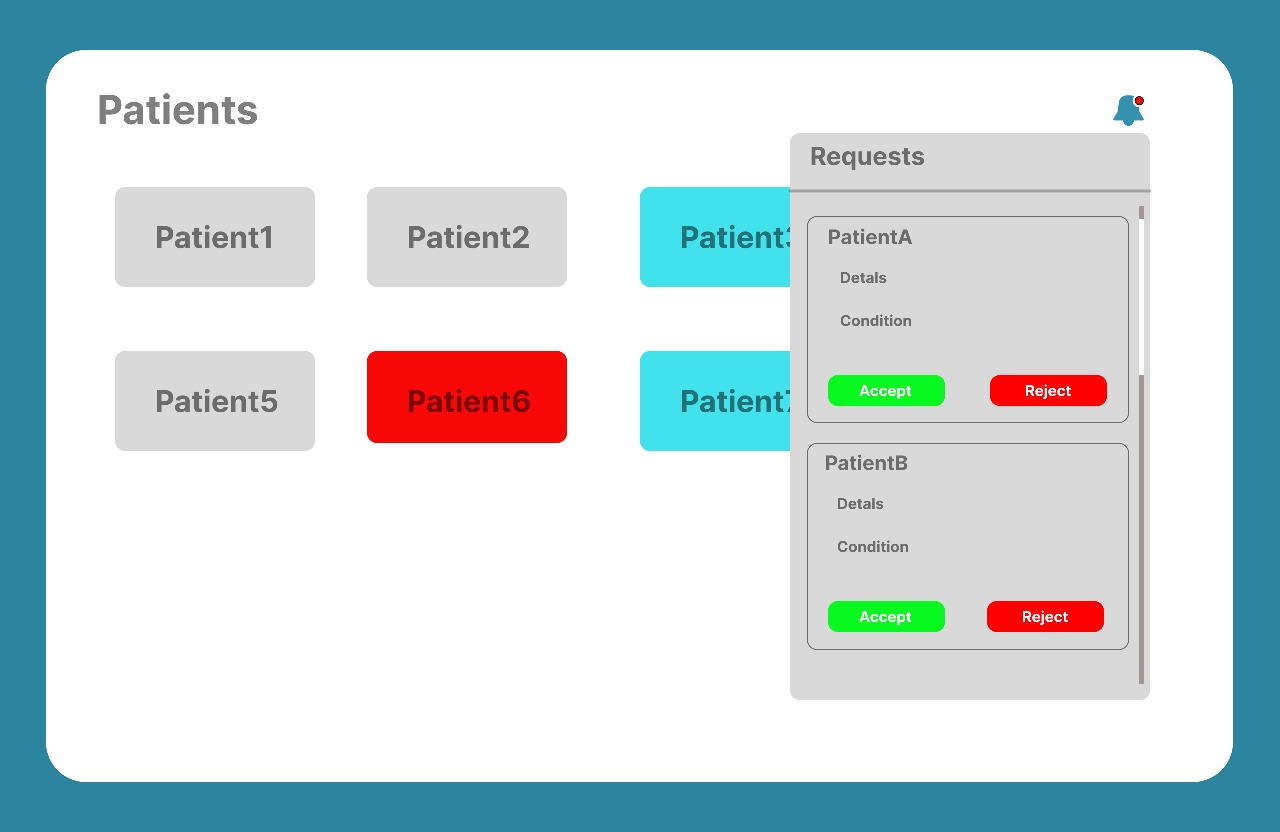 Patients
Requests
Patient1
Patient2
Patient3
Patient5
Patient6
Patient7
PatientA
Detals
Condition
Accept
Reject
PatientB
Detals
Condition
Accept
Reject